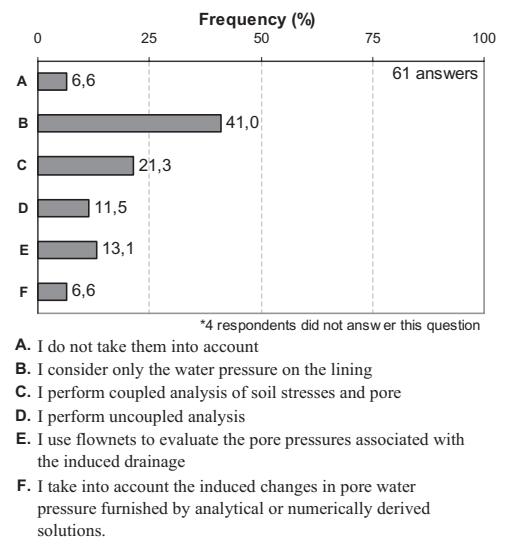 Frequency (%)
0 25 50 75 100
61 answers
A 6,6
B 41,0
C 21,3
D 11,5
E 13,1
F 6,6
*4 respondents did not answer this question
A. I do not take them into account
B. I consider only the water pressure on the lining
C. I perform coupled analysis of soil stresses and pore
D. I perform uncoupled analysis
E. I use flownets to evaluate the pore pressures associated with
the induced drainage
F. I take into account the induced changes in pore water
pressure furnished by analytical or numerically derived
solutions.